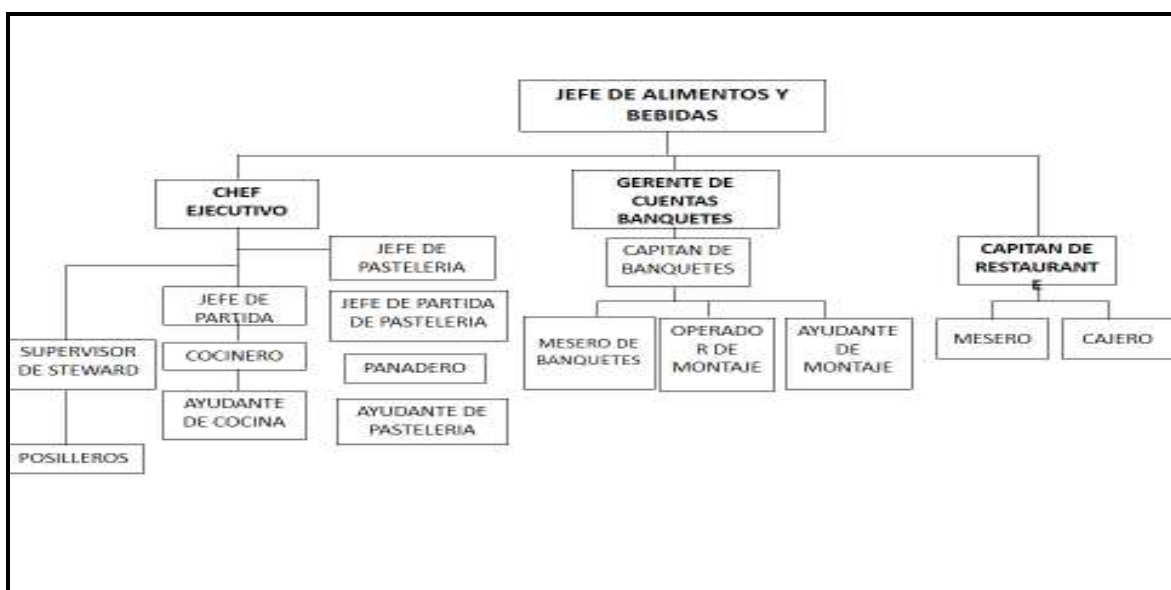 JEFE DE ALIMENTOS Y
BEBIDAS
CHEF
EJECUTIVO
GERENTE DE
CUENTAS
BANQUETES
CAPITAN DE
RESTAURANT
E
JEFE DE
PASTELERIA
CAPITAN DE
BANQUETES
JEFE DE
PARTIDA
JEFE DE PARTIDA
DE PASTELERIA
SUPERVISOR
DE STEWARD
COCINERO
PANADERO
MESERO DE
BANQUETES
OPERADO
R DE
MONTAJE
AYUDANTE
DE
MONTAJE
MESERO
CAJERO
AYUDANTE
DE COCINA
AYUDANTE DE
PASTELERIA
POSILLEROS